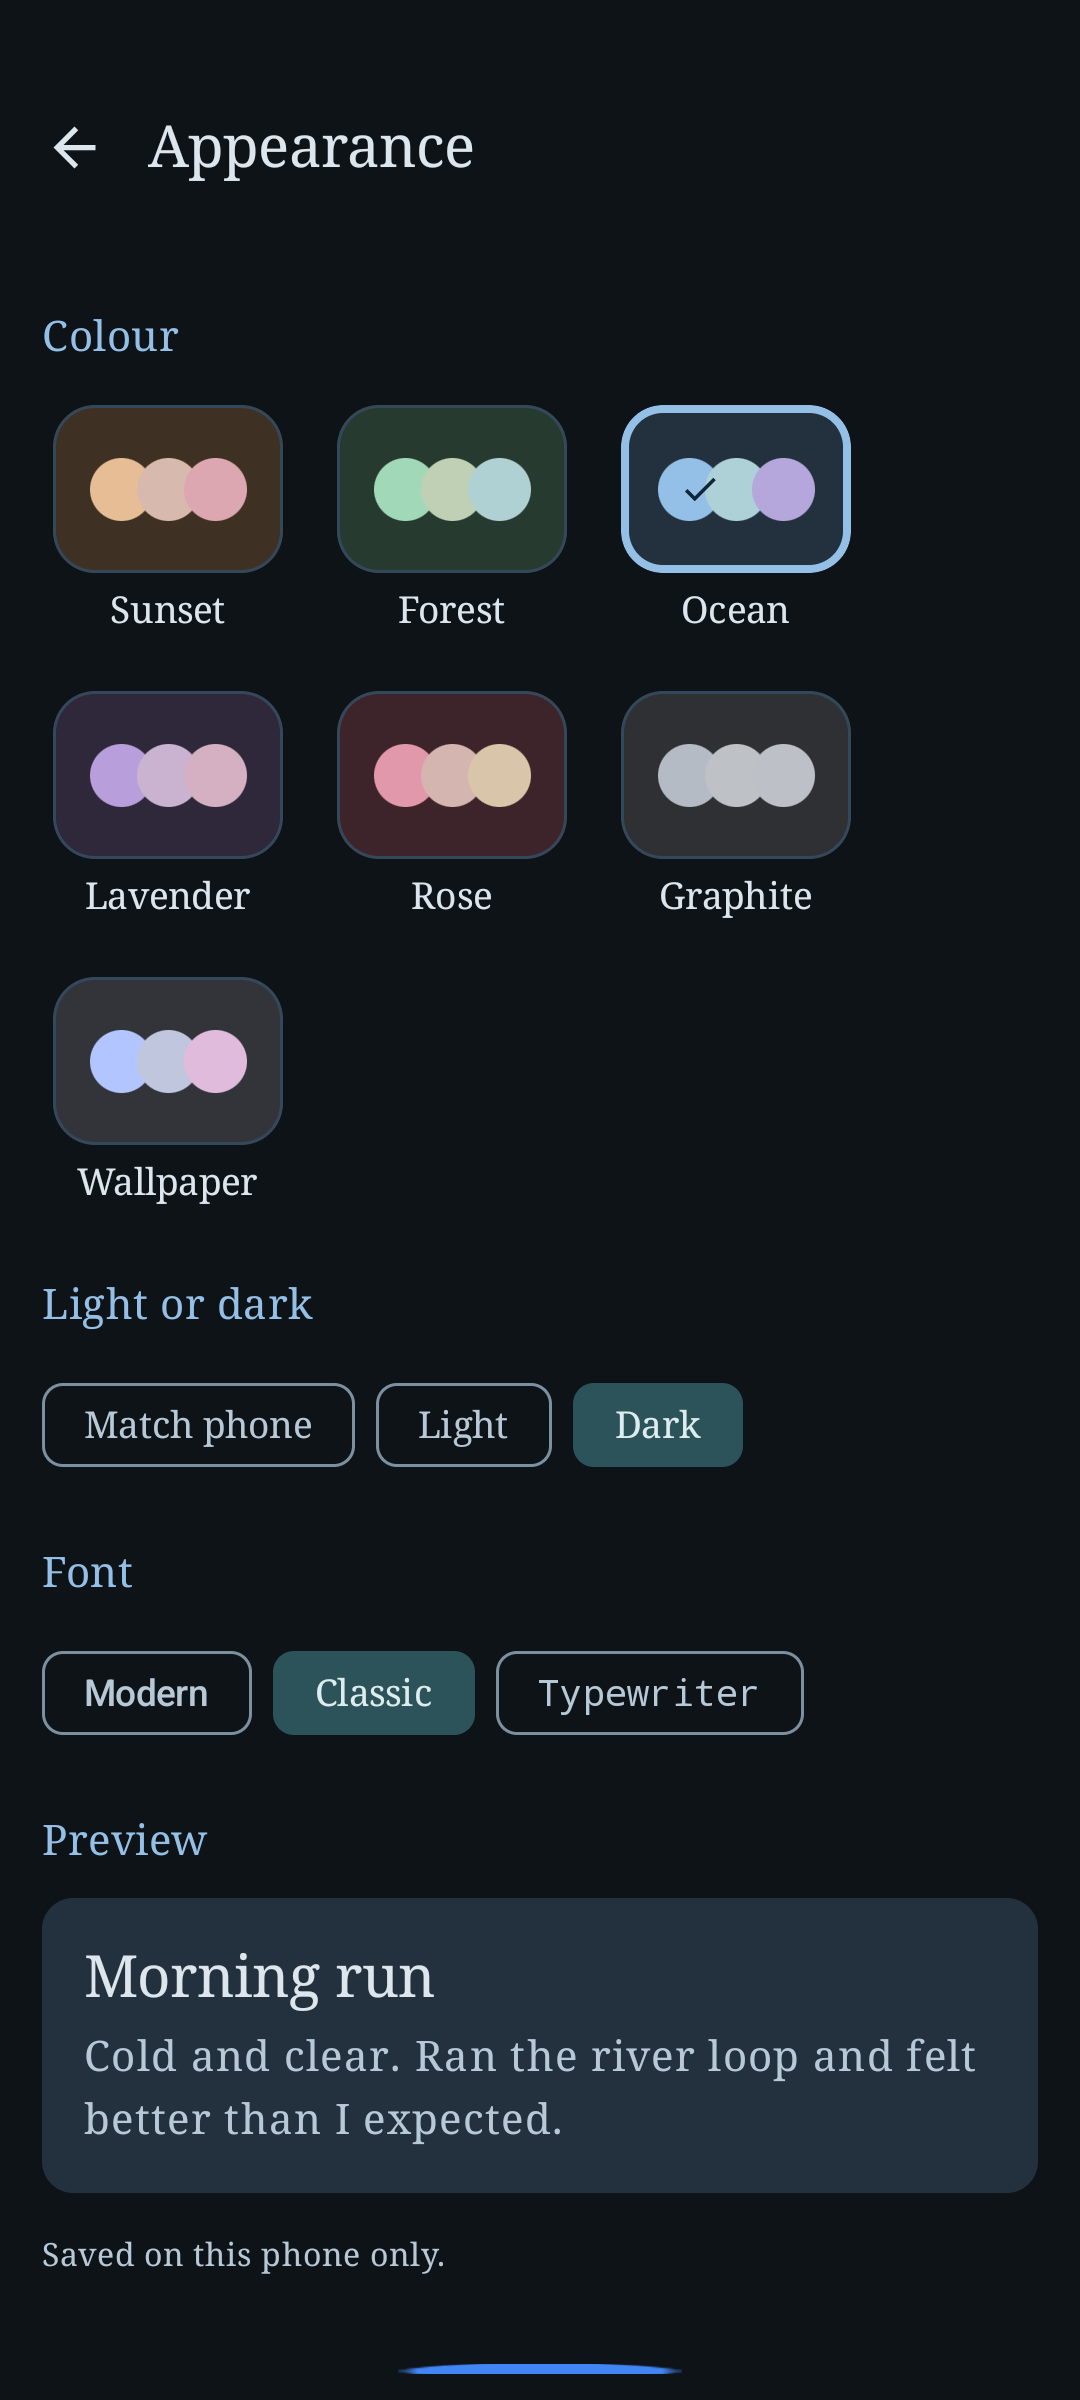 Appearance
Colour
Sunset
Forest
Ocean
Lavender
Rose
Graphite
Wallpaper
Light or dark
Match phone
Light
Dark
Font
Modern
Classic
Typewriter
Preview
Morning run
Cold and clear. Ran the river loop and felt
better than I expected.
Saved on this phone only.